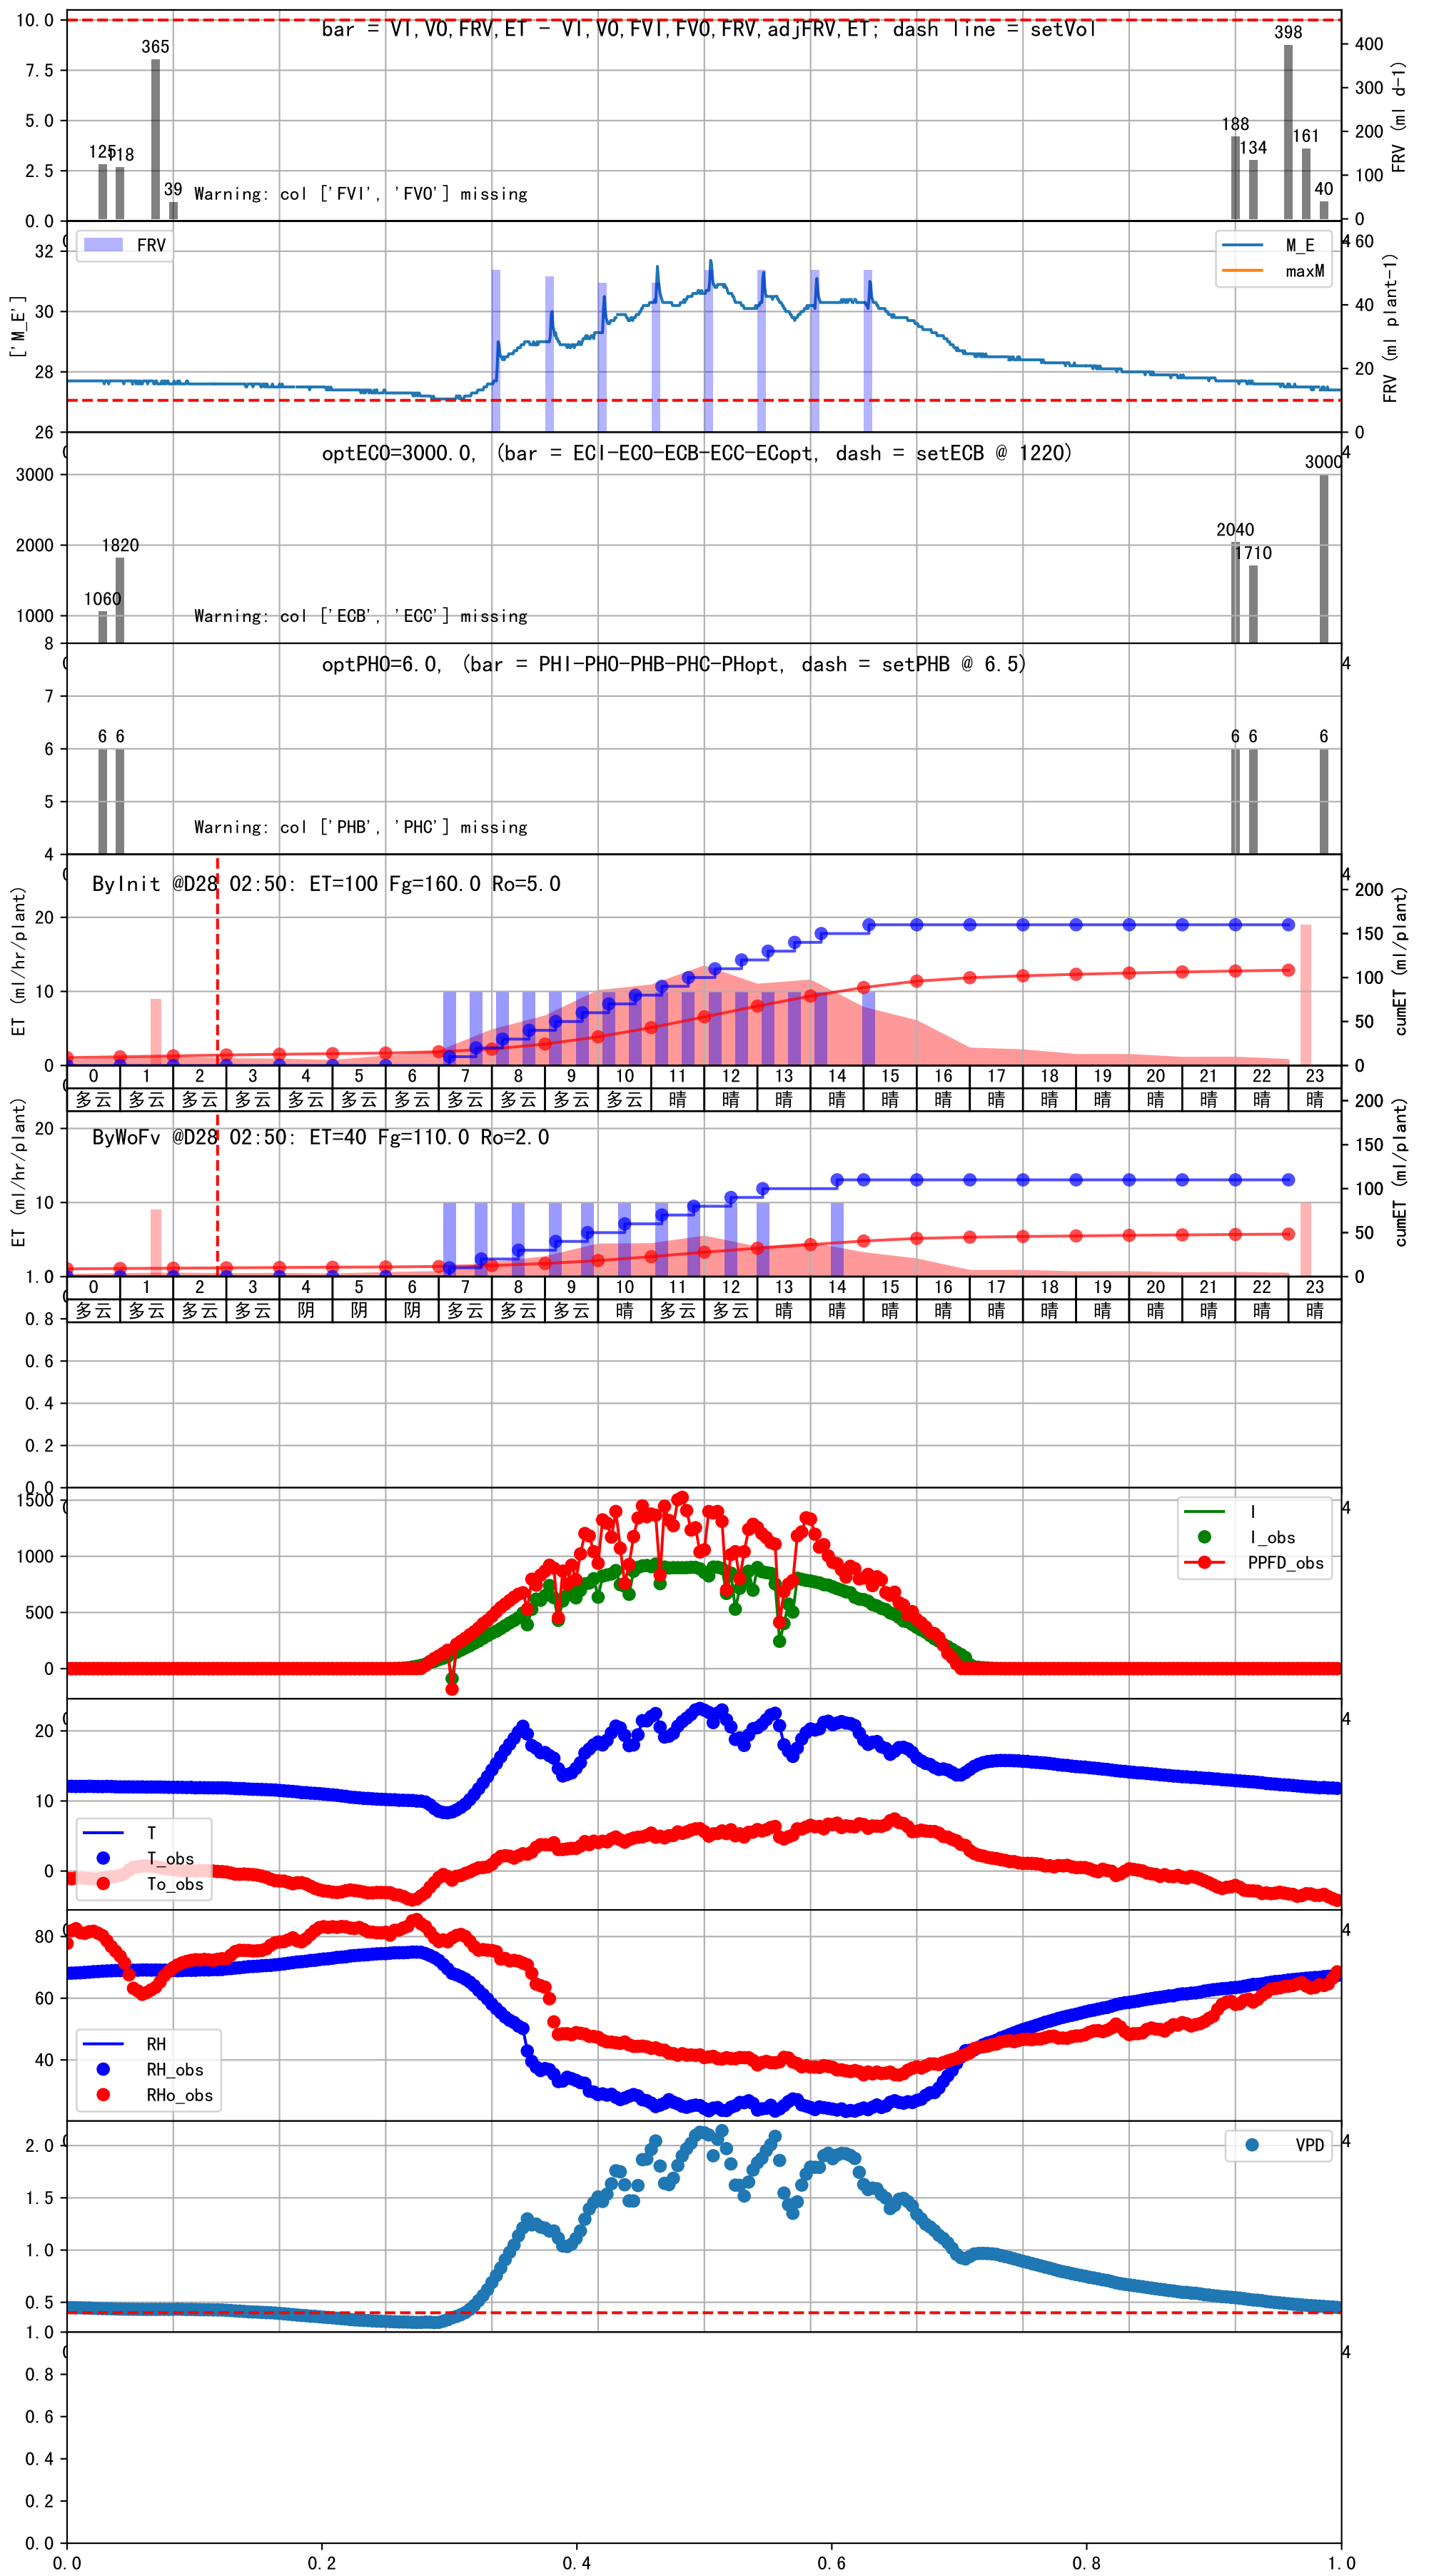 bar = VI,VO,FRV,ET - VI,VO,FVI,FVO,FRV,adjFRV,ET; dash line = setVol
10.0
7.5
5.0
2.5
0.0
365
125
118
39
398
188
134
161
40
400
300
200
100
0
FRV (ml d-1)
Warning: col ['FVI', 'FVO'] missing
FRV
M_E
maxM
32
30
28
26
['M_E']
4
60
40
20
0
FRV (ml plant-1)
optECO=3000.0, (bar = ECI-ECO-ECB-ECC-ECopt, dash = setECB @ 1220)
3000
2000
1000
1060
1820
2040
1710
3000
4
Warning: col ['ECB', 'ECC'] missing
optPHO=6.0, (bar = PHI-PHO-PHB-PHC-PHopt, dash = setPHB @ 6.5)
8
7
6
5
4
6 6
6 6
6
4
Warning: col ['PHB', 'PHC'] missing
ByInit @D28 02:50: ET=100 Fg=160.0 Ro=5.0
ET (ml/hr/plant)
20
10
0
4
200
150
100
50
0
cumET (ml/plant)
0 1 2 3 4 5 6 7 8 9 10 11 12 13 14 15 16 17 18 19 20 21 22 23
多云 多云 多云 多云 多云 多云 多云 多云 多云 多云 多云 晴 晴 晴 晴 晴 晴 晴 晴 晴 晴 晴 晴 晴
ByWoFv @D28 02:50: ET=40 Fg=110.0 Ro=2.0
ET (ml/hr/plant)
20
10
200
150
100
50
0
cumET (ml/plant)
0 1 2 3 4 5 6 7 8 9 10 11 12 13 14 15 16 17 18 19 20 21 22 23
多云 多云 多云 多云 阴 阴 阴 多云 多云 多云 晴 多云 多云 晴 晴 晴 晴 晴 晴 晴 晴 晴 晴 晴
1.0
0.8
0.6
0.4
0.2
0.0
1500
1000
500
0
4
I
I_obs
PPFD_obs
20
10
0
4
T
T_obs
To_obs
80
60
40
4
RH
RH_obs
RHo_obs
2.0
1.5
1.0
0.5
4
VPD
1.0
0.8
0.6
0.4
0.2
0.0
4
0.0 0.2 0.4 0.6 0.8 1.0